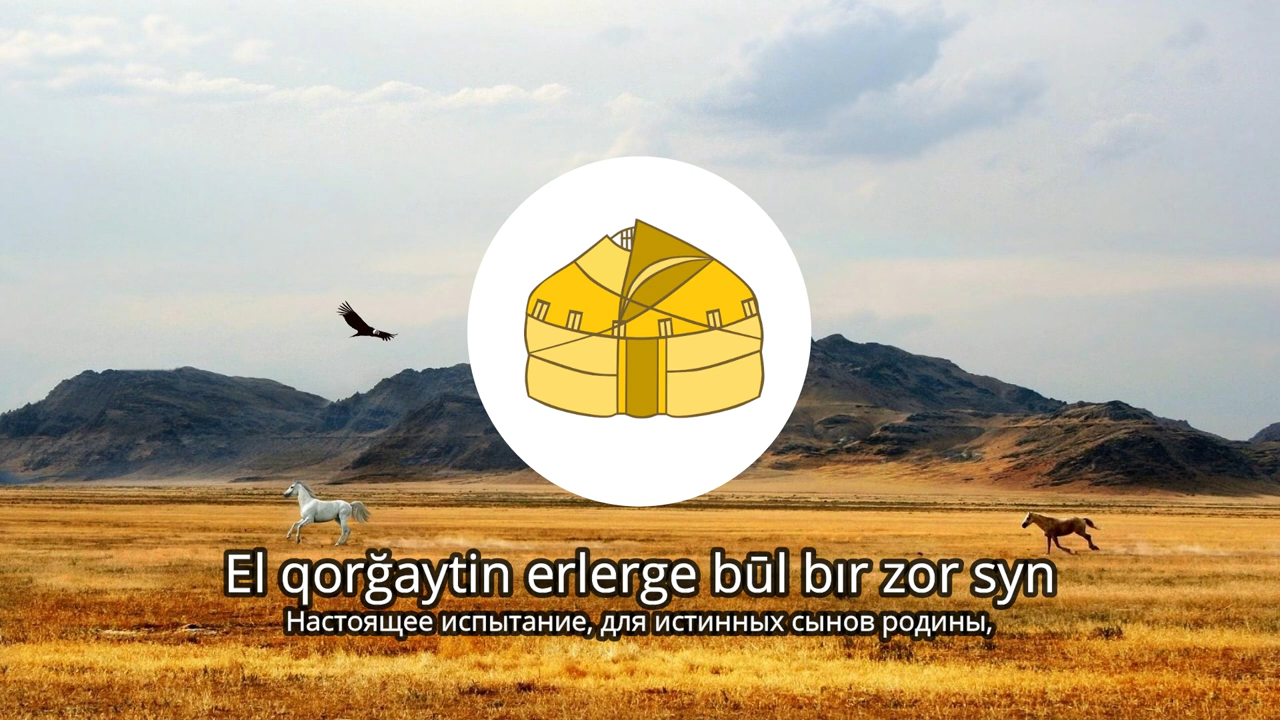 El qorğaytin erlerge būl bır zor syn
Настоящее испытание, для истинных сынов родины,